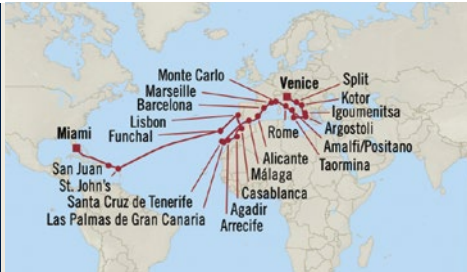 Monte Carlo
Marseille
Barcelona
Lisbon
Funchal
Miami
San Juan
St. John's
Santa Cruz de Tenerife
Las Palmas de Gran Canaria
Venice
Split
Kotor
Igoumenitsa
Argostoli
Amalfi/Positano
Taormina
Rome
Alicante
Málaga
Casablanca
Agadir
Arrecife